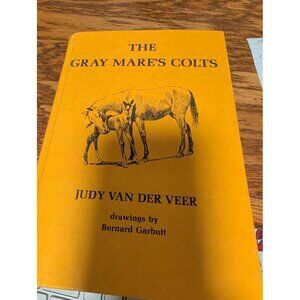 THE
GRAY MARE'S COLTS
JUDY VAN DER VEER
drawings by
Bernard Garbutt